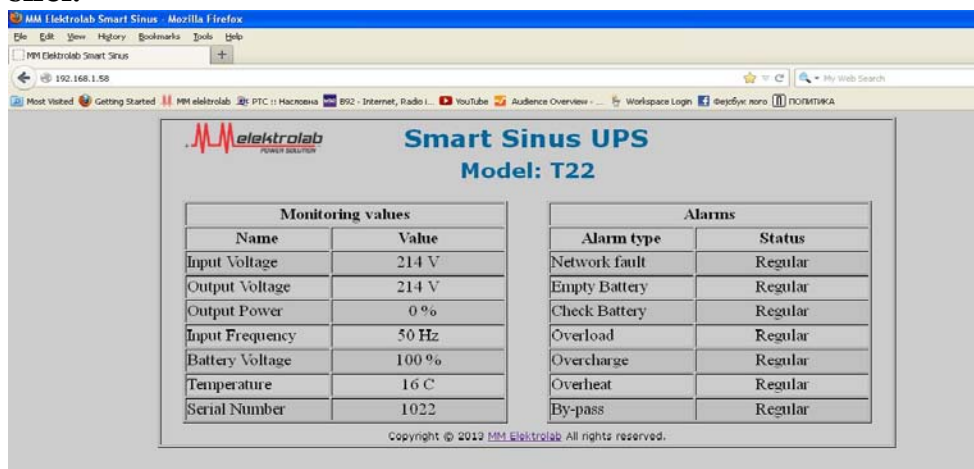 MM Elektrolab Smart Sinus - Mozilla Firefox
File Edit View History Bookmarks Tools Help
MM Elektrolab Smart Sinus +
192.168.1.58 My Web Search
Most Visited Getting Started MM elektrolab PTC :: Насловна B92 - Internet, Radio i... YouTube Audience Overview - ... Workspace Login Фејсбук лого ПОЛИТИКА
MM elektrolab
POWER SOLUTION
Smart Sinus UPS
Model: T22
Monitoring values Alarms
Name Value Alarm type Status
Input Voltage 214 V Network fault Regular
Output Voltage 214 V Empty Battery Regular
Output Power 0 % Check Battery Regular
Input Frequency 50 Hz Overload Regular
Battery Voltage 100 % Overcharge Regular
Temperature 16 C Overheat Regular
Serial Number 1022 By-pass Regular
Copyright © 2013 MM Elektrolab All rights reserved.